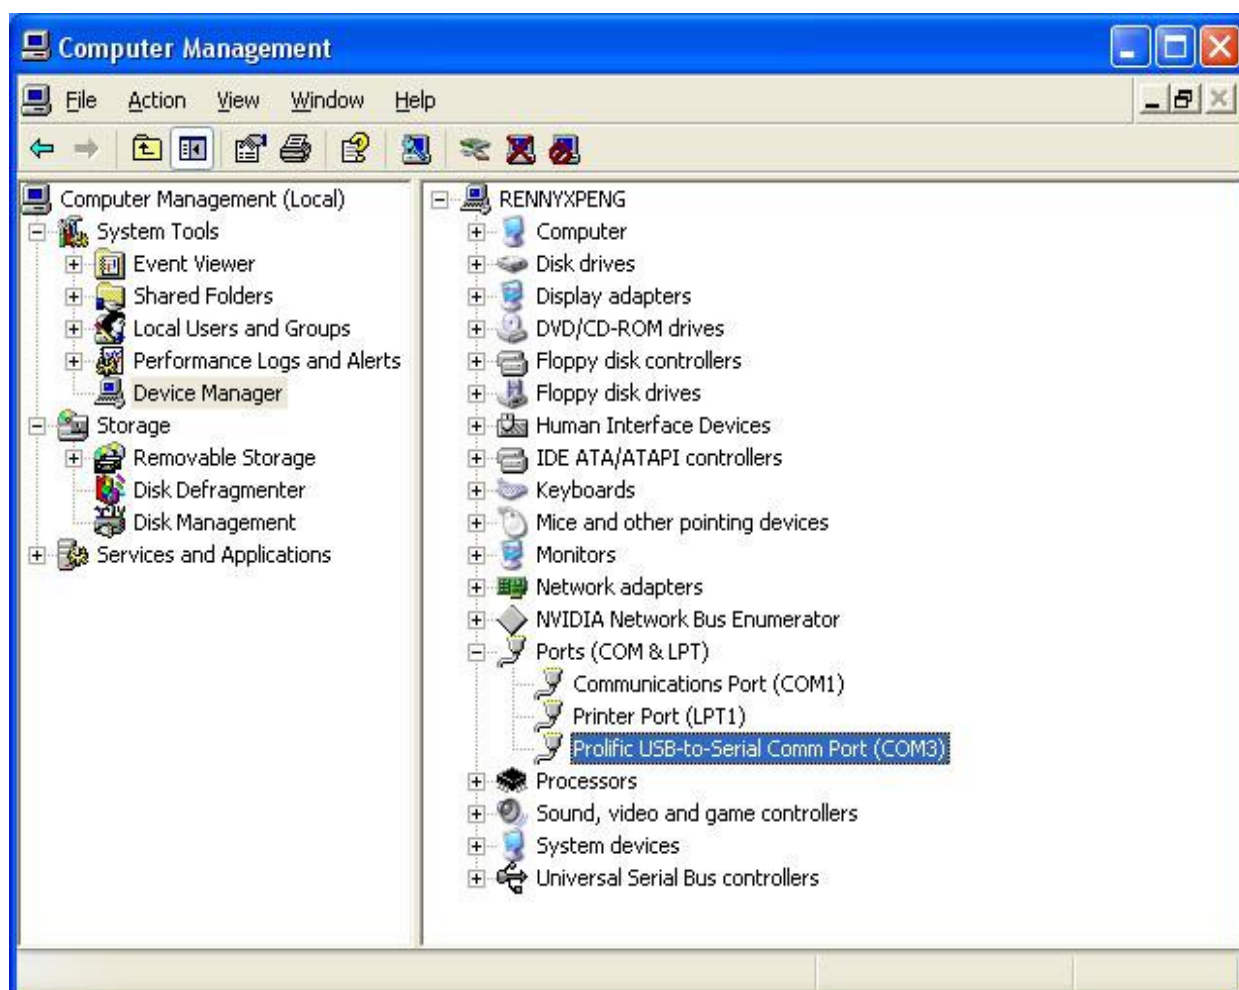 Computer Management
File Action View Window Help
Computer Management (Local)
System Tools
Event Viewer
Shared Folders
Local Users and Groups
Performance Logs and Alerts
Device Manager
Storage
Removable Storage
Disk Defragmenter
Disk Management
Services and Applications
RENNYXPENG
Computer
Disk drives
Display adapters
DVD/CD-ROM drives
Floppy disk controllers
Floppy disk drives
Human Interface Devices
IDE ATA/ATAPI controllers
Keyboards
Mice and other pointing devices
Monitors
Network adapters
NVIDIA Network Bus Enumerator
Ports (COM & LPT)
Communications Port (COM1)
Printer Port (LPT1)
Prolific USB-to-Serial Comm Port (COM3)
Processors
Sound, video and game controllers
System devices
Universal Serial Bus controllers